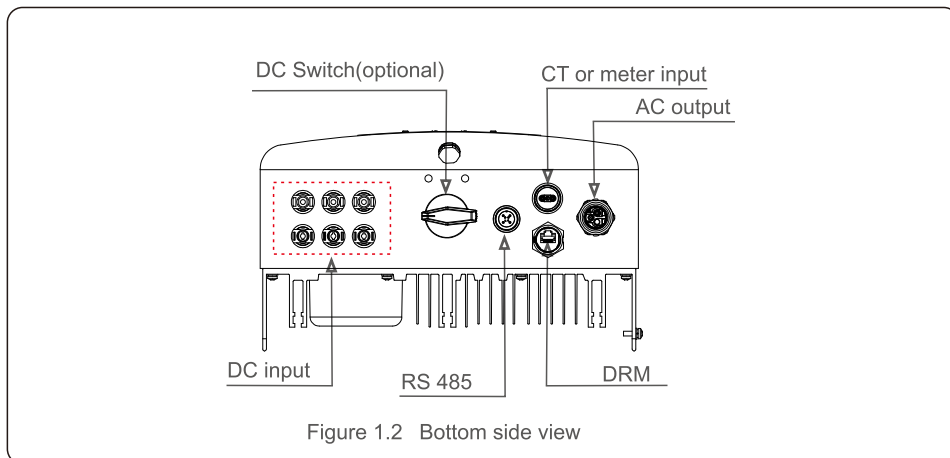 DC Switch(optional)
CT or meter input
AC output
DC input
RS 485
DRM
Figure 1.2 Bottom side view